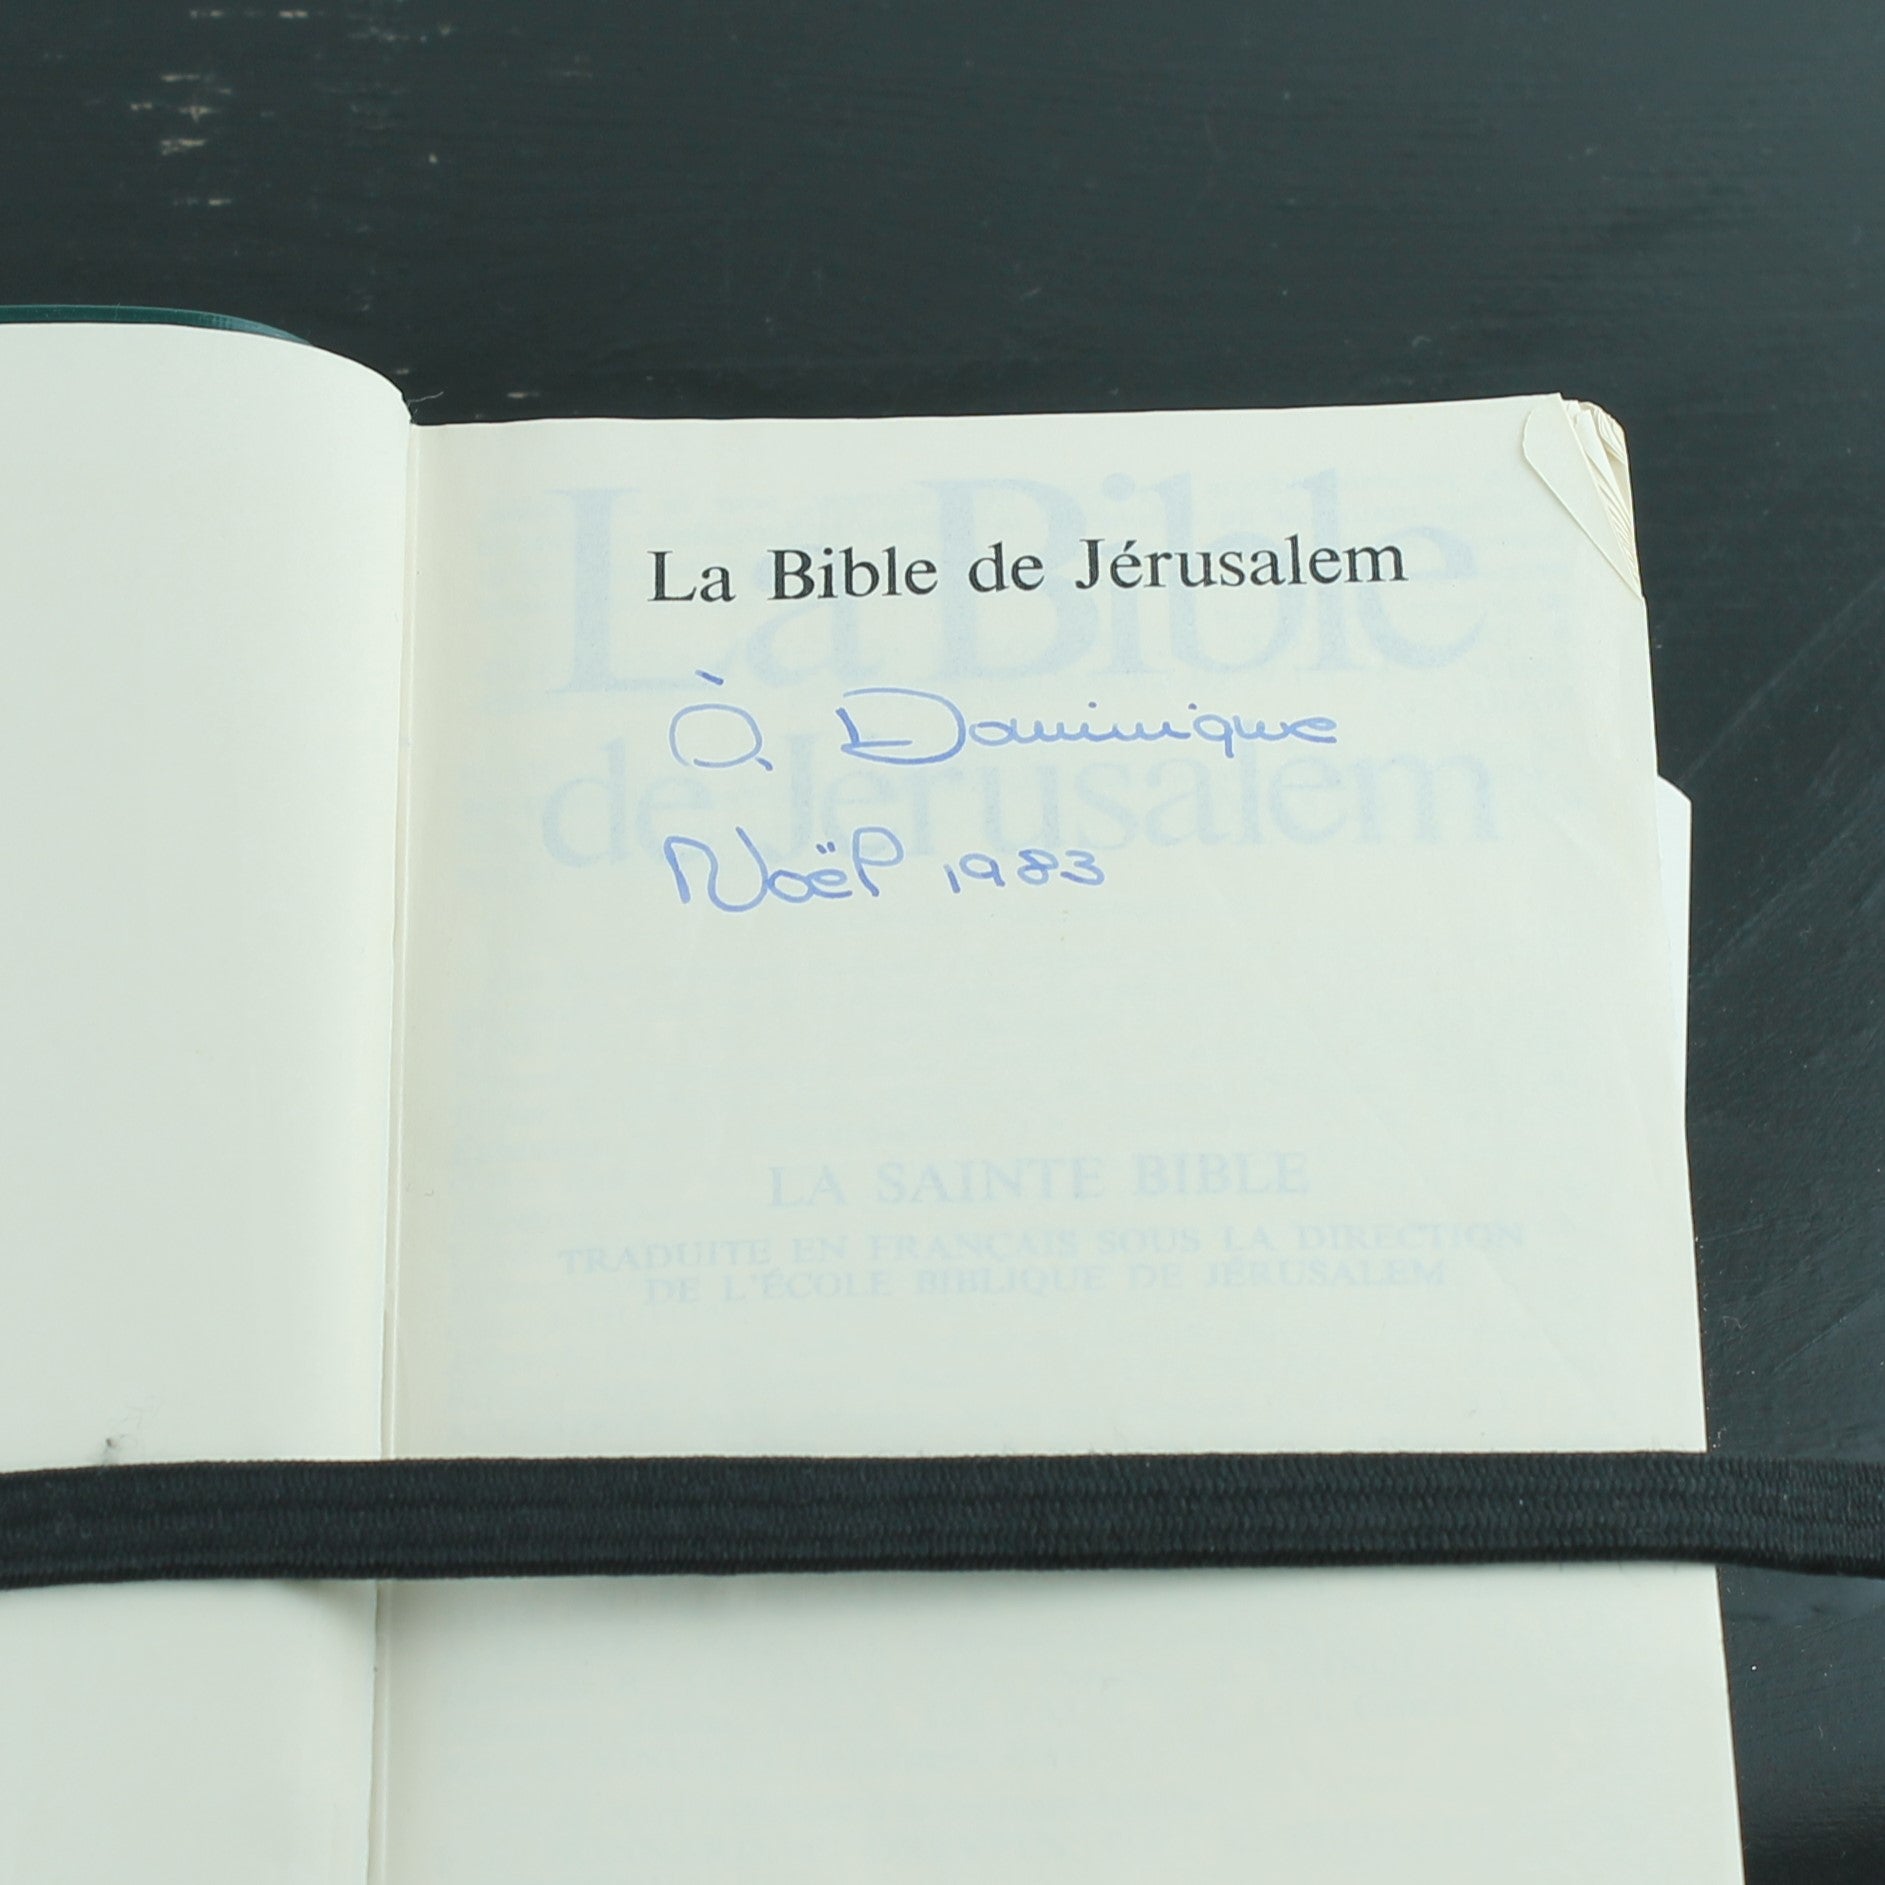 La Bible de Jérusalem
À Dominique
Noël 1983
La Bible
de Jérusalem
LA SAINTE BIBLE
TRADUITE EN FRANÇAIS SOUS LA DIRECTION
DE L'ÉCOLE BIBLIQUE DE JÉRUSALEM